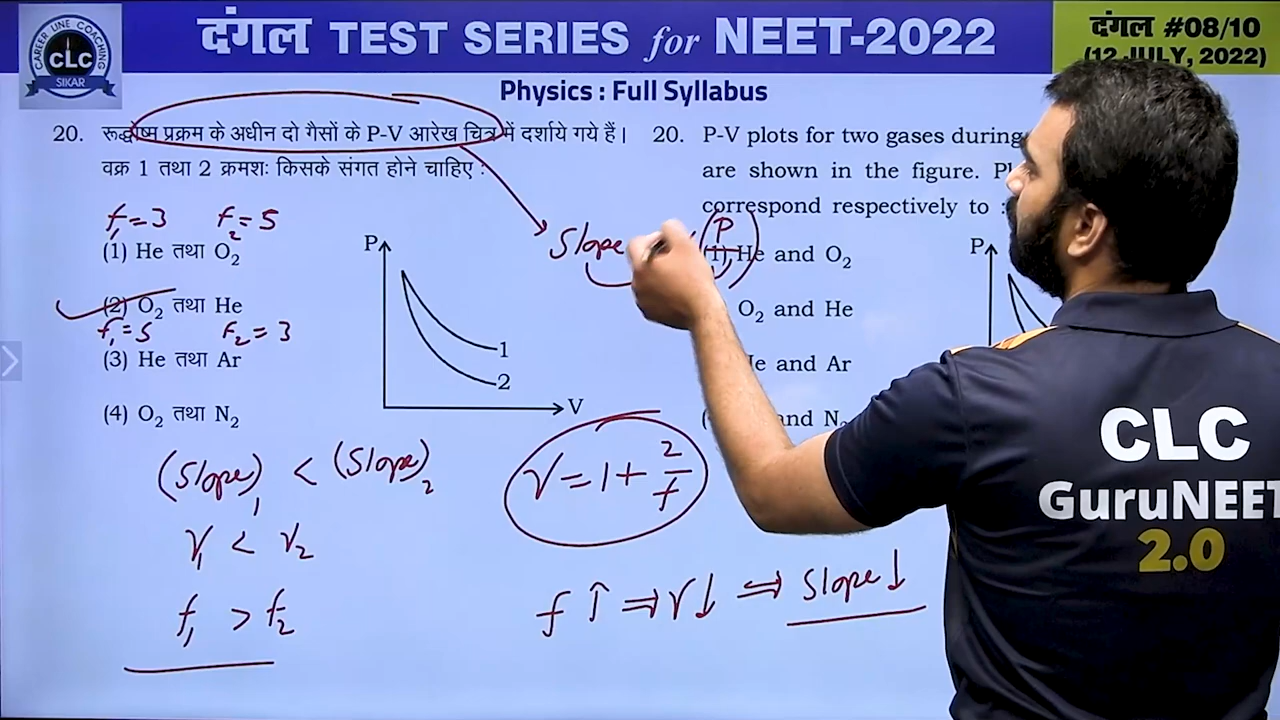 दंगल TEST SERIES for NEET-2022
दंगल #08/10
(12 JULY, 2022)
CAREER LINE COACHING
CLC
SIKAR
Physics : Full Syllabus
20. रूद्धोष्म प्रक्रम के अधीन दो गैसों के P-V आरेख चित्र में दर्शाये गये हैं।
वक्र 1 तथा 2 क्रमशः किसके संगत होने चाहिए :
f₁=3 f₂=5
(1) He तथा O₂
(2) O₂ तथा He
f₁=5 F₂=3
(3) He तथा Ar
(4) O₂ तथा N₂
P
1
2
V
20. P-V plots for two gases during
are shown in the figure.
correspond respectively to :
Slope
P
(1) He and O₂
O₂ and He
He and Ar
and N₂
P
(Slope)₁ < (Slope)₂
γ₁ < γ₂
f₁ > f₂
γ = 1 + 2/f
f↑ ⇒ γ↓ ⇒ Slope↓
CLC
GuruNEET
2.0